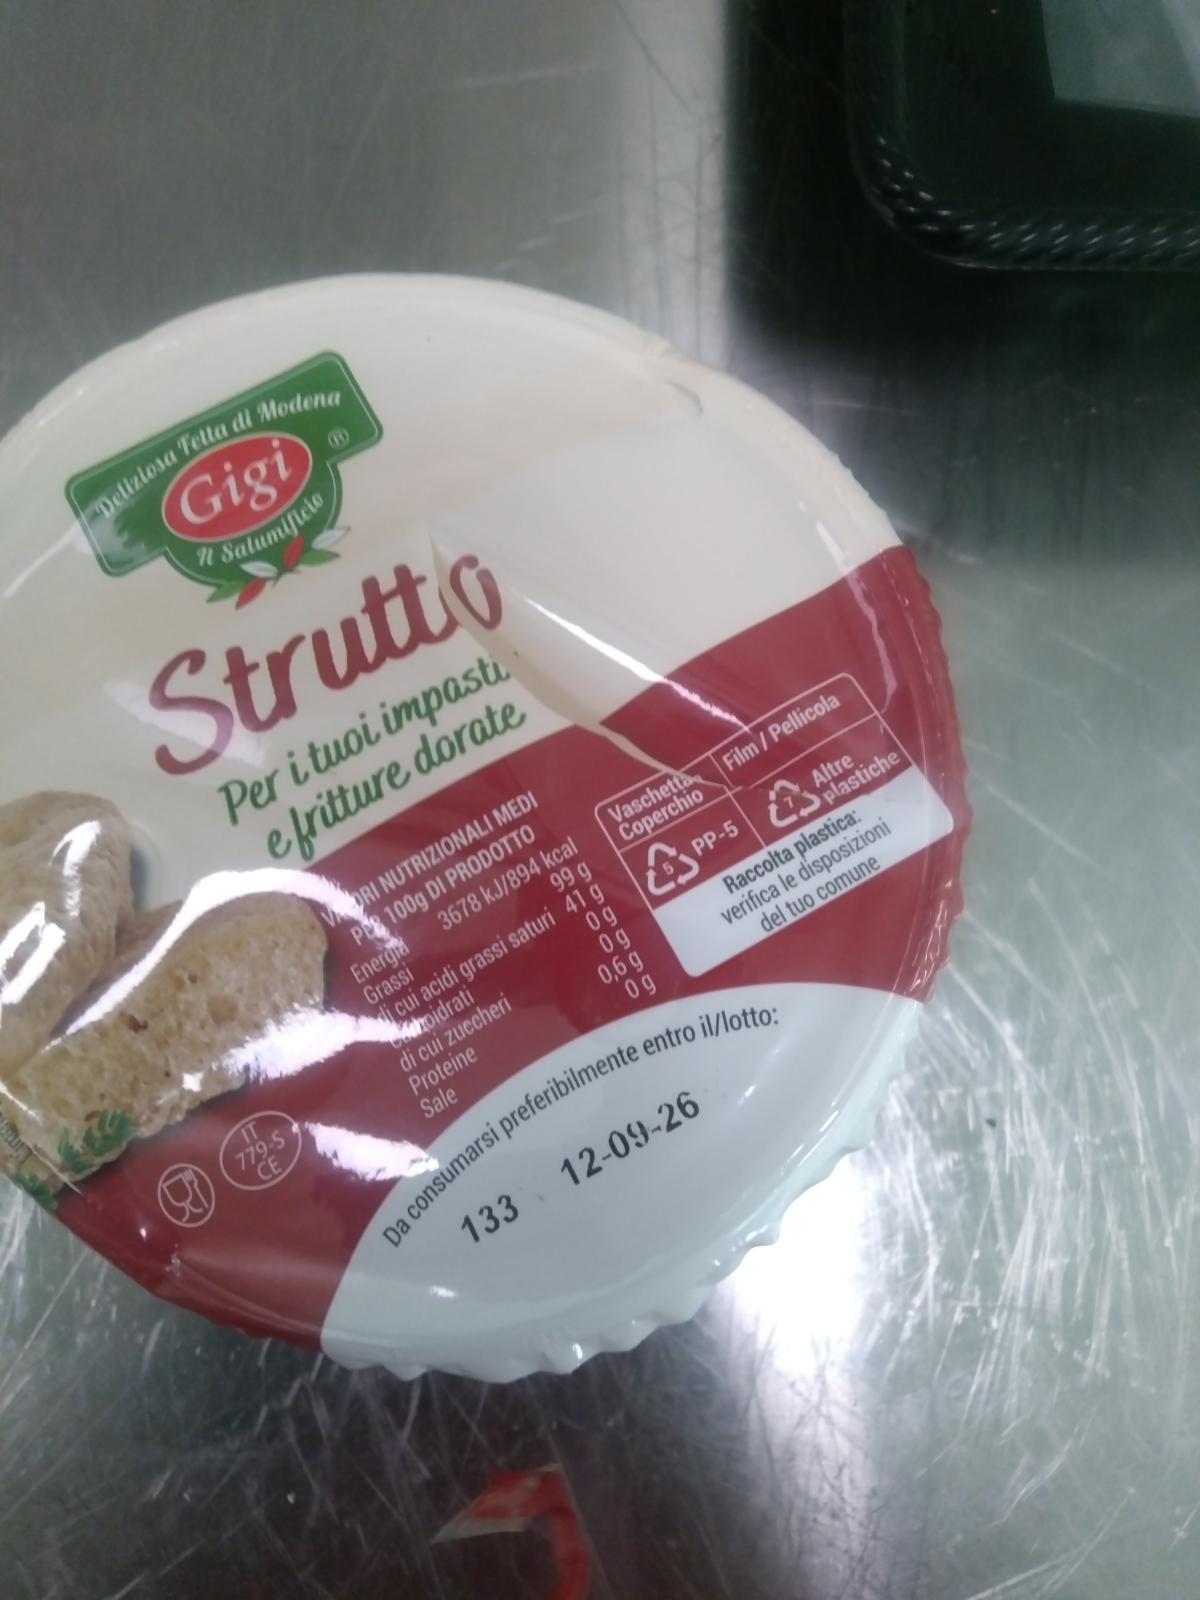 Deliziosa Fetta di Modena
Gigi ®
Il Salumificio
Strutto
Per i tuoi impasti
e fritture dorate
VALORI NUTRIZIONALI MEDI
PER 100g DI PRODOTTO
Energia 3678 kJ/894 kcal
Grassi 99 g
di cui acidi grassi saturi 41 g
Carboidrati 0 g
di cui zuccheri 0 g
Proteine 0,6 g
Sale 0 g
Vaschetta
Coperchio
Film / Pellicola
5 PP-5
7 Altre
plastiche
Raccolta plastica:
verifica le disposizioni
del tuo comune
IT
779-S
CE
Da consumarsi preferibilmente entro il/lotto:
133 12-09-26